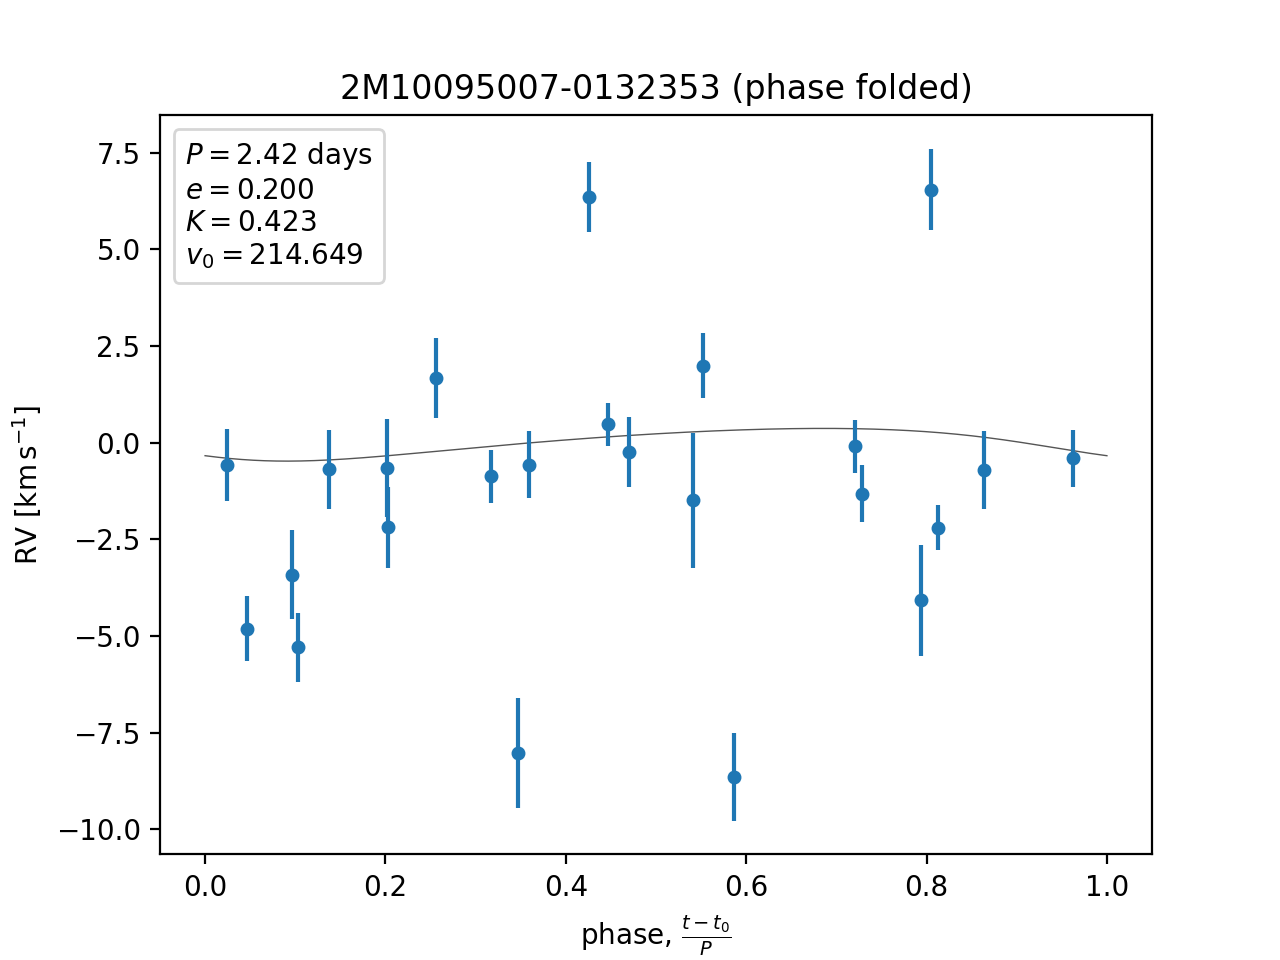 2M10095007-0132353 (phase folded)
P = 2.42 days
e = 0.200
K = 0.423
v₀ = 214.649
7.5
5.0
2.5
0.0
−2.5
−5.0
−7.5
−10.0
RV [km s⁻¹]
0.0 0.2 0.4 0.6 0.8 1.0
phase, (t − t₀)/P